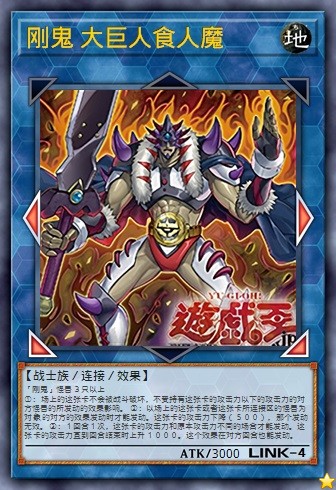 刚鬼 大巨人食人魔
地
YU-GI-OH!
遊戯王
.JP
【战士族／连接／效果】
「刚鬼」怪兽３只以上
①：场上的这张卡不会被战斗破坏，不受持有这张卡的攻击力以下的攻击力的对
方怪兽的所发动的效果影响。②：以场上的这张卡或者这张卡所连接区的怪兽为
对象的对方的效果发动时才能发动。这张卡的攻击力下降（５００），那个发动
无效。③：1回合1次，这张卡的攻击力和原本攻击力不同的场合才能发动。这
张卡的攻击力直到回合结束时上升１０００。这个效果在对方回合也能发动。
ATK/3000 LINK-4